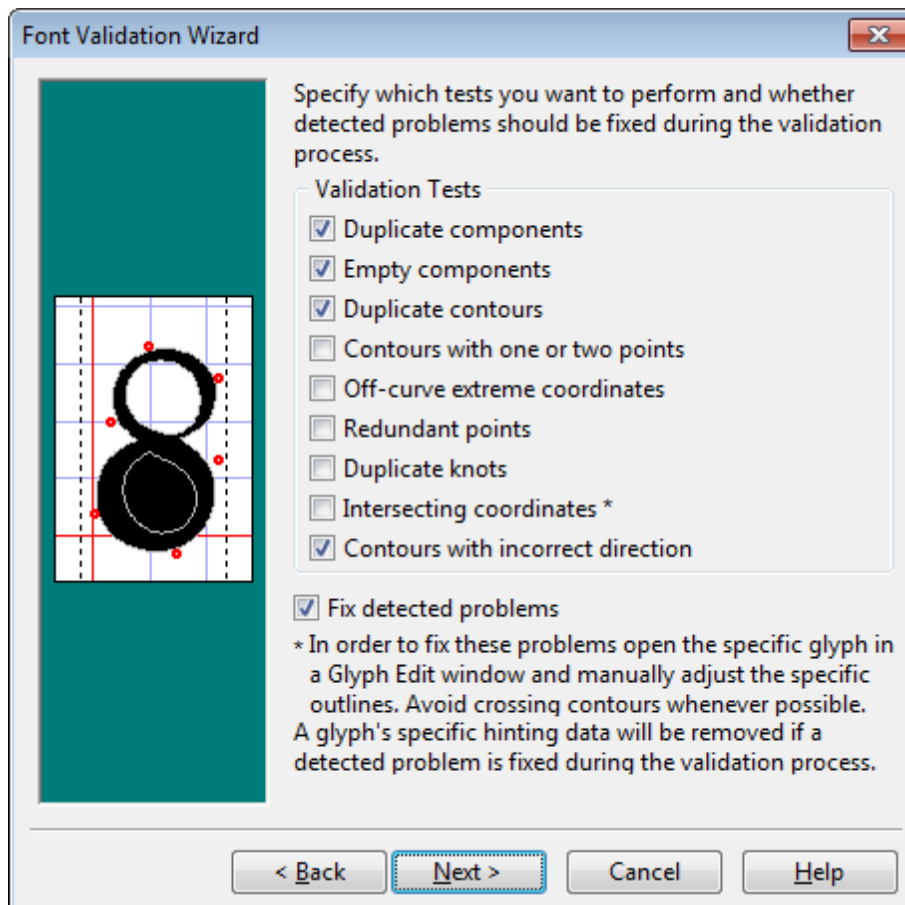 Font Validation Wizard
Specify which tests you want to perform and whether
detected problems should be fixed during the validation
process.
Validation Tests
Duplicate components
Empty components
Duplicate contours
Contours with one or two points
Off-curve extreme coordinates
Redundant points
Duplicate knots
Intersecting coordinates *
Contours with incorrect direction
Fix detected problems
* In order to fix these problems open the specific glyph in
a Glyph Edit window and manually adjust the specific
outlines. Avoid crossing contours whenever possible.
A glyph's specific hinting data will be removed if a
detected problem is fixed during the validation process.
< Back Next > Cancel Help